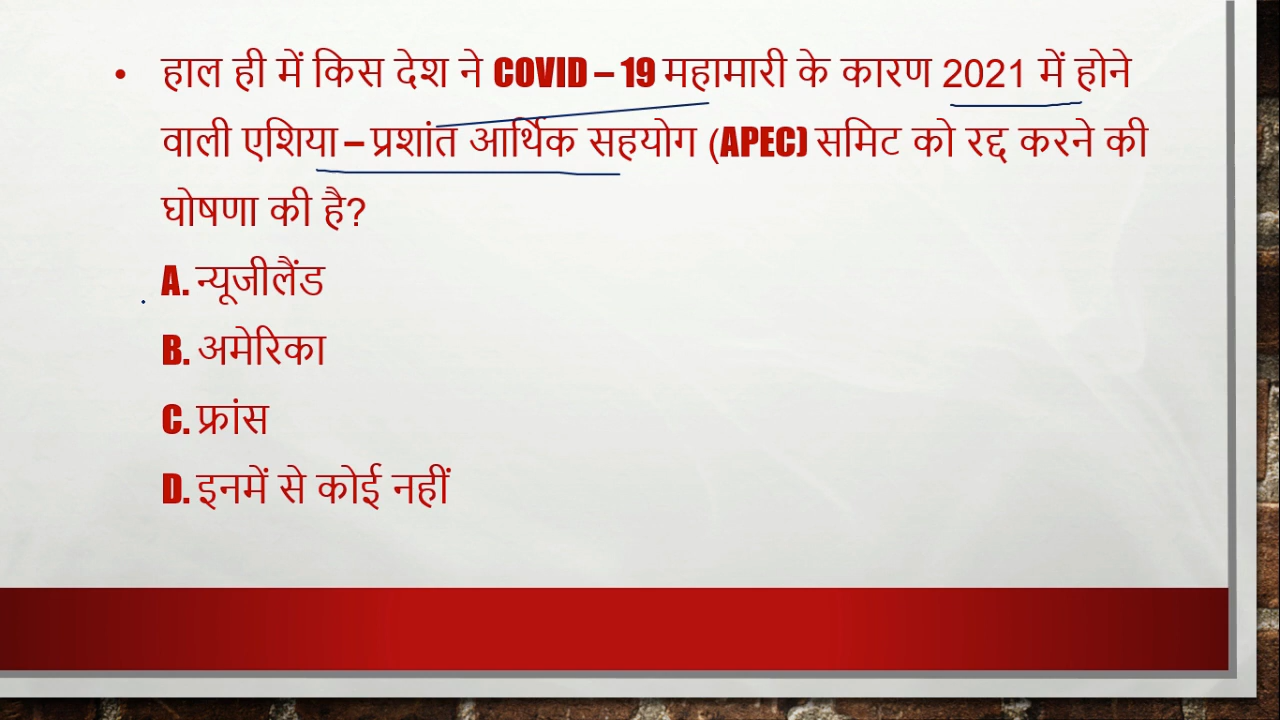 • हाल ही में किस देश ने COVID – 19 महामारी के कारण 2021 में होने
वाली एशिया – प्रशांत आर्थिक सहयोग (APEC) समिट को रद्द करने की
घोषणा की है?
A. न्यूजीलैंड
B. अमेरिका
C. फ्रांस
D. इनमें से कोई नहीं